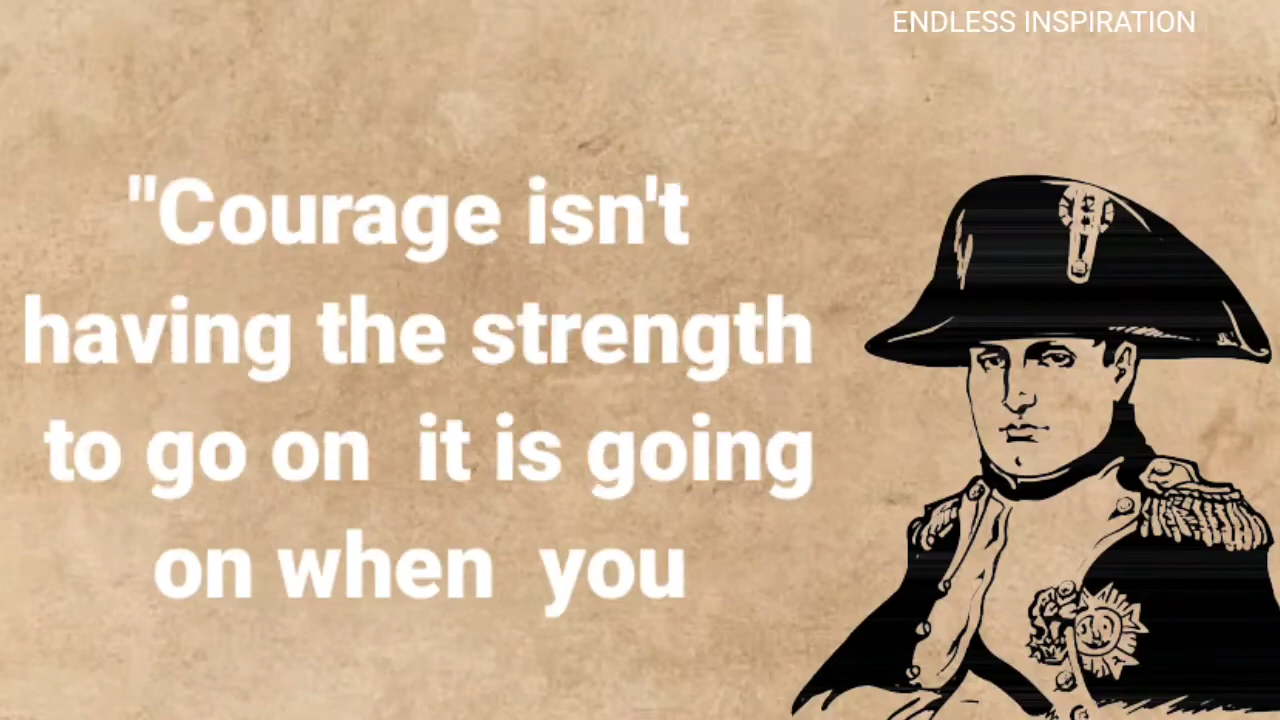 ENDLESS INSPIRATION
"Courage isn't
having the strength
to go on  it is going
on when  you